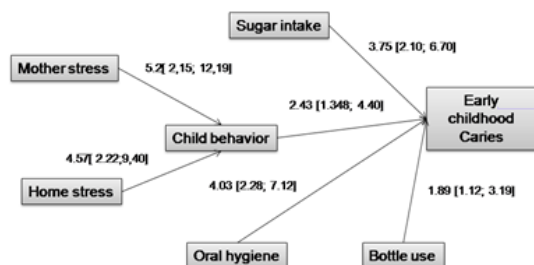 Sugar intake
3.75 [2.10; 6.70]
Mother stress
5.2[ 2,15; 12,19]
Early
childhood
Caries
2.43 [1.348; 4.40]
Child behavior
4.57[ 2.22;9,40]
4.03 [2.28; 7.12]
Home stress
1.89 [1.12; 3.19]
Oral hygiene
Bottle use